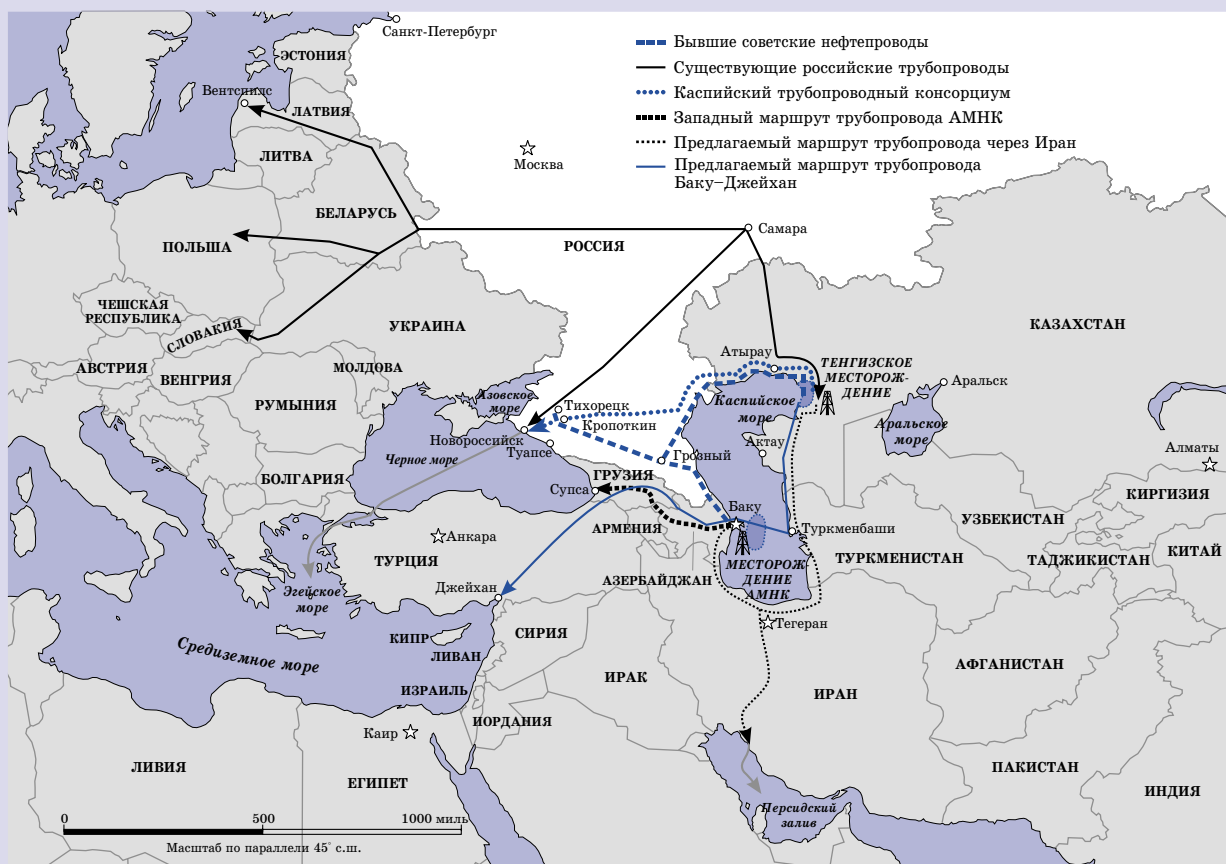 Санкт-Петербург
Бывшие советские нефтепроводы
Существующие российские трубопроводы
Каспийский трубопроводный консорциум
Западный маршрут трубопровода АМНК
Предлагаемый маршрут трубопровода через Иран
Предлагаемый маршрут трубопровода
Баку–Джейхан
ЭСТОНИЯ
Вентспилс
ЛАТВИЯ
ЛИТВА
Москва
БЕЛАРУСЬ
ПОЛЬША
РОССИЯ
Самара
ЧЕШСКАЯ
РЕСПУБЛИКА
СЛОВАКИЯ
УКРАИНА
КАЗАХСТАН
АВСТРИЯ
ВЕНГРИЯ
МОЛДОВА
РУМЫНИЯ
Атырау
ТЕНГИЗСКОЕ
МЕСТОРОЖ-
ДЕНИЕ
Аральск
Азовское
море
Тихорецк
Кропоткин
Каспийское
море
Аральское
море
Новороссийск
Туапсе
Актау
Алматы
Черное море
Грозный
БОЛГАРИЯ
ГРУЗИЯ
Супса
КИРГИЗИЯ
Баку
АРМЕНИЯ
Туркменбаши
УЗБЕКИСТАН
Анкара
ТУРЦИЯ
ТУРКМЕНИСТАН
ТАДЖИКИСТАН
КИТАЙ
МЕСТОРОЖ-
ДЕНИЕ
АМНК
АЗЕРБАЙДЖАН
Джейхан
Эгейское
море
Тегеран
КИПР
СИРИЯ
ЛИВАН
Средиземное море
ИРАК
ИРАН
АФГАНИСТАН
ИЗРАИЛЬ
ИОРДАНИЯ
Каир
ЛИВИЯ
ЕГИПЕТ
ПАКИСТАН
ИНДИЯ
Персидский
залив
0 500 1000 миль
Масштаб по параллели 45° с.ш.